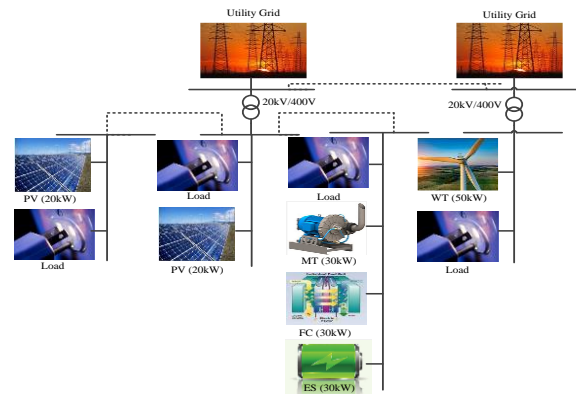 Utility Grid
Utility Grid
20kV/400V
20kV/400V
PV (20kW)
Load
Load
WT (50kW)
Load
PV (20kW)
MT (30kW)
Load
FC (30kW)
ES (30kW)